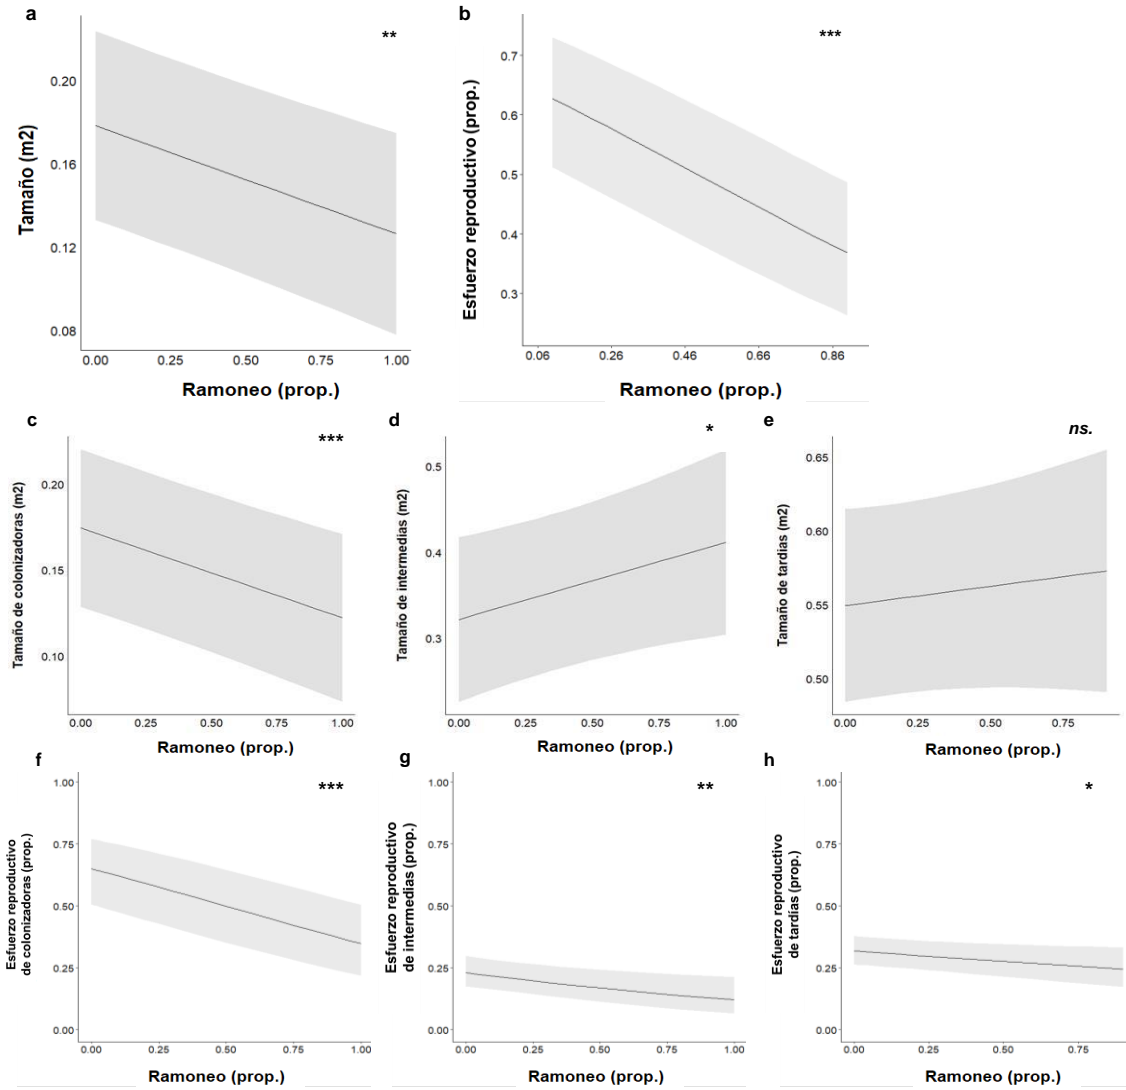 a
**
Tamaño (m2)
0.20
0.16
0.12
0.08
0.00 0.25 0.50 0.75 1.00
Ramoneo (prop.)
b
***
Esfuerzo reproductivo (prop.)
0.7
0.6
0.5
0.4
0.3
0.06 0.26 0.46 0.66 0.86
Ramoneo (prop.)
c
***
Tamaño de colonizadoras (m2)
0.20
0.15
0.10
0.00 0.25 0.50 0.75 1.00
Ramoneo (prop.)
d
*
Tamaño de intermedias (m2)
0.5
0.4
0.3
0.00 0.25 0.50 0.75 1.00
Ramoneo (prop.)
e
ns.
Tamaño de tardias (m2)
0.65
0.60
0.55
0.50
0.00 0.25 0.50 0.75
Ramoneo (prop.)
f
***
Esfuerzo reproductivo
de colonizadoras (prop.)
1.00
0.75
0.50
0.25
0.00
0.00 0.25 0.50 0.75 1.00
Ramoneo (prop.)
g
**
Esfuerzo reproductivo
de intermedias (prop.)
1.00
0.75
0.50
0.25
0.00
0.00 0.25 0.50 0.75 1.00
Ramoneo (prop.)
h
*
Esfuerzo reproductivo
de tardías (prop.)
1.00
0.75
0.50
0.25
0.00
0.00 0.25 0.50 0.75
Ramoneo (prop.)